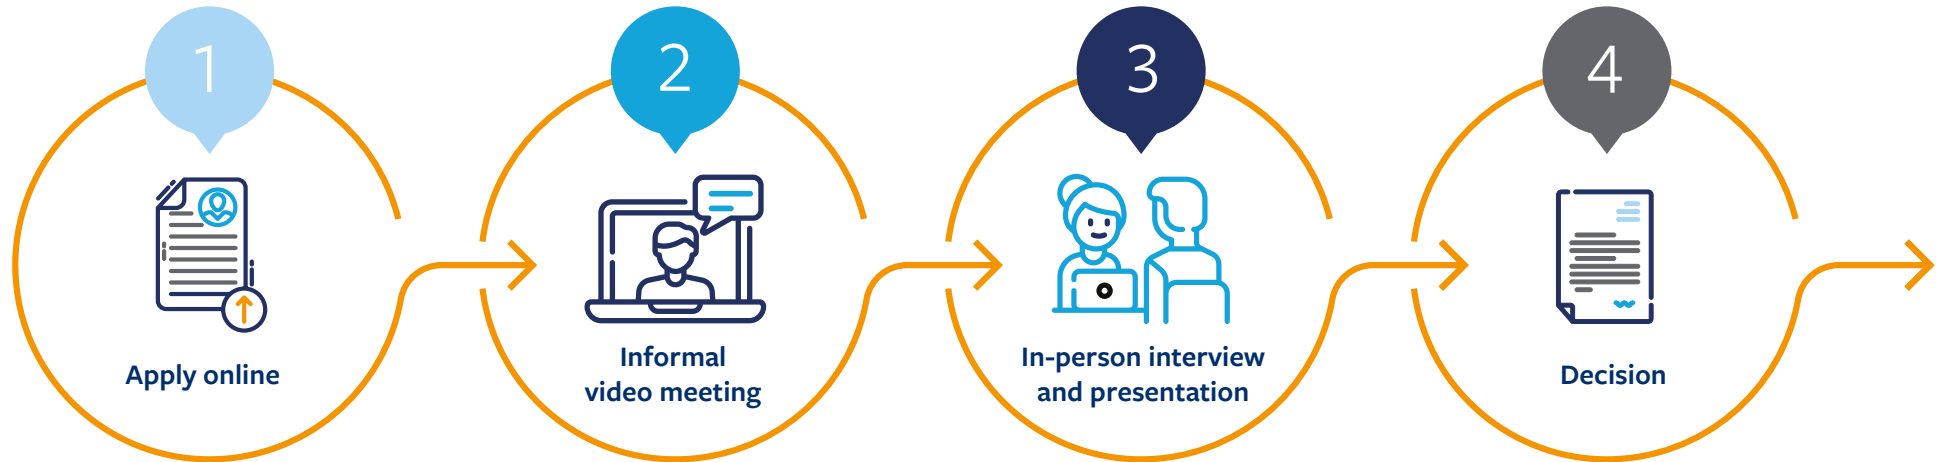 1
2
3
4
Apply online
Informal
video meeting
In-person interview
and presentation
Decision